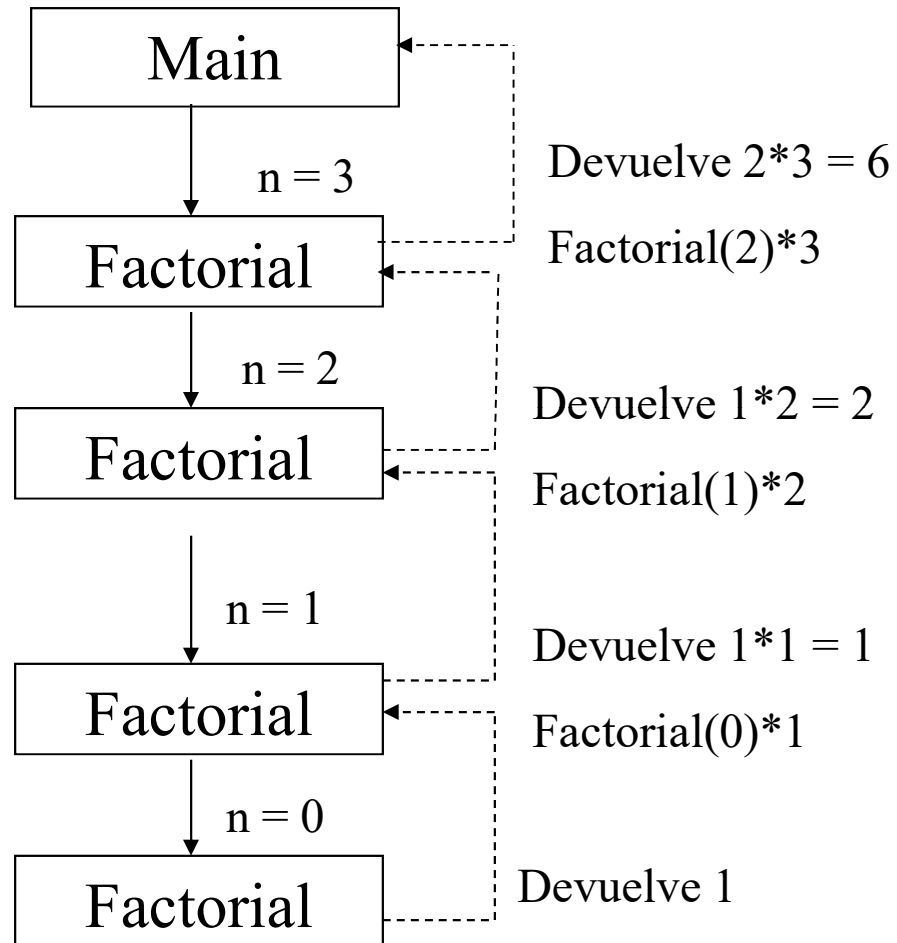 Main
Devuelve 2*3 = 6
n = 3
Factorial(2)*3
Factorial
n = 2
Devuelve 1*2 = 2
Factorial
Factorial(1)*2
n = 1
Devuelve 1*1 = 1
Factorial
Factorial(0)*1
n = 0
Devuelve 1
Factorial